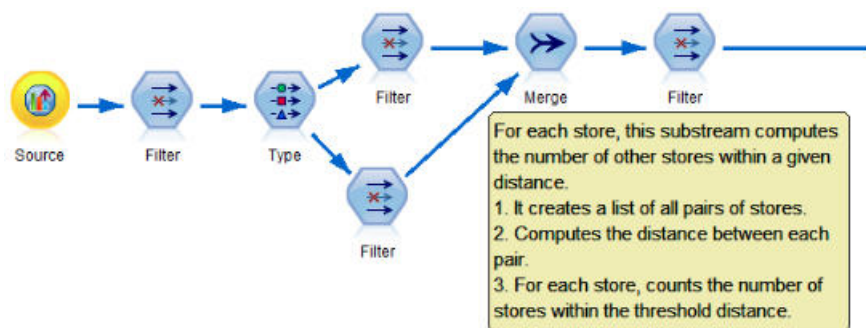 Filter
Merge
Filter
Source
Filter
Type
Filter
For each store, this substream computes
the number of other stores within a given
distance.
1. It creates a list of all pairs of stores.
2. Computes the distance between each
pair.
3. For each store, counts the number of
stores within the threshold distance.